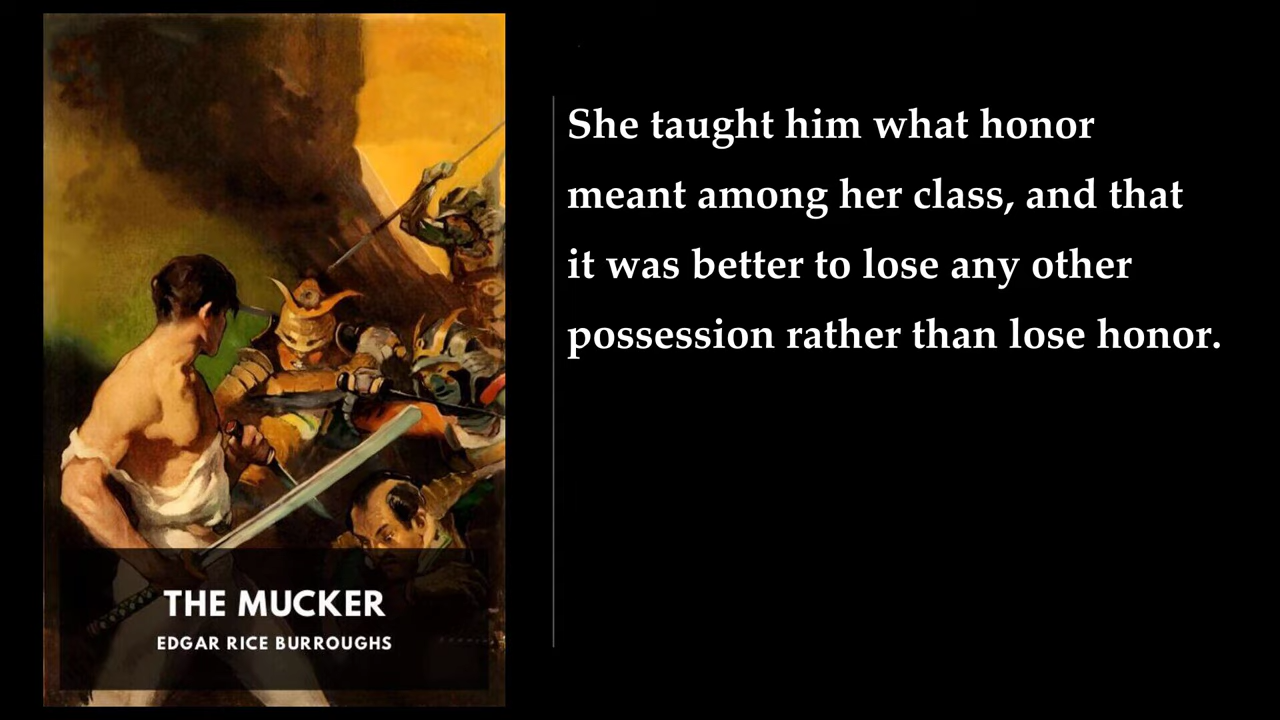 She taught him what honor
meant among her class, and that
it was better to lose any other
possession rather than lose honor.
THE MUCKER
EDGAR RICE BURROUGHS